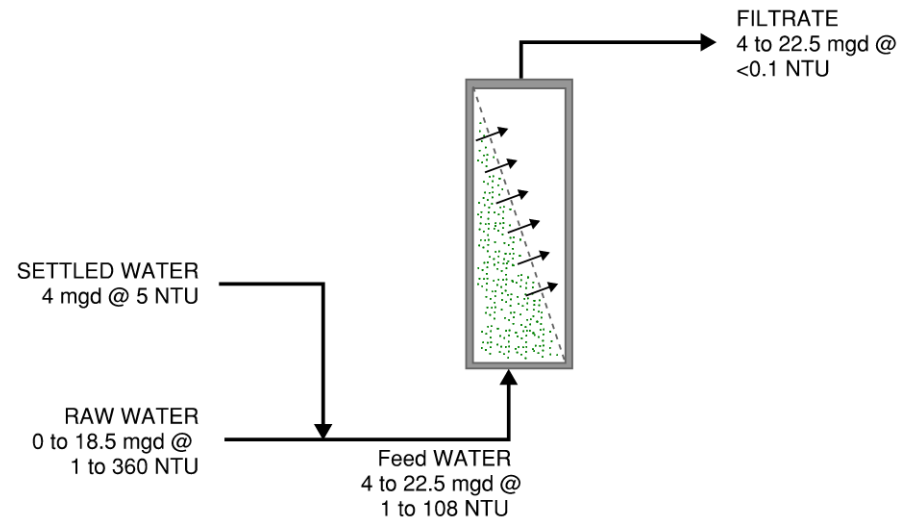 FILTRATE
4 to 22.5 mgd @
<0.1 NTU
SETTLED WATER
4 mgd @ 5 NTU
RAW WATER
0 to 18.5 mgd @
1 to 360 NTU
Feed WATER
4 to 22.5 mgd @
1 to 108 NTU